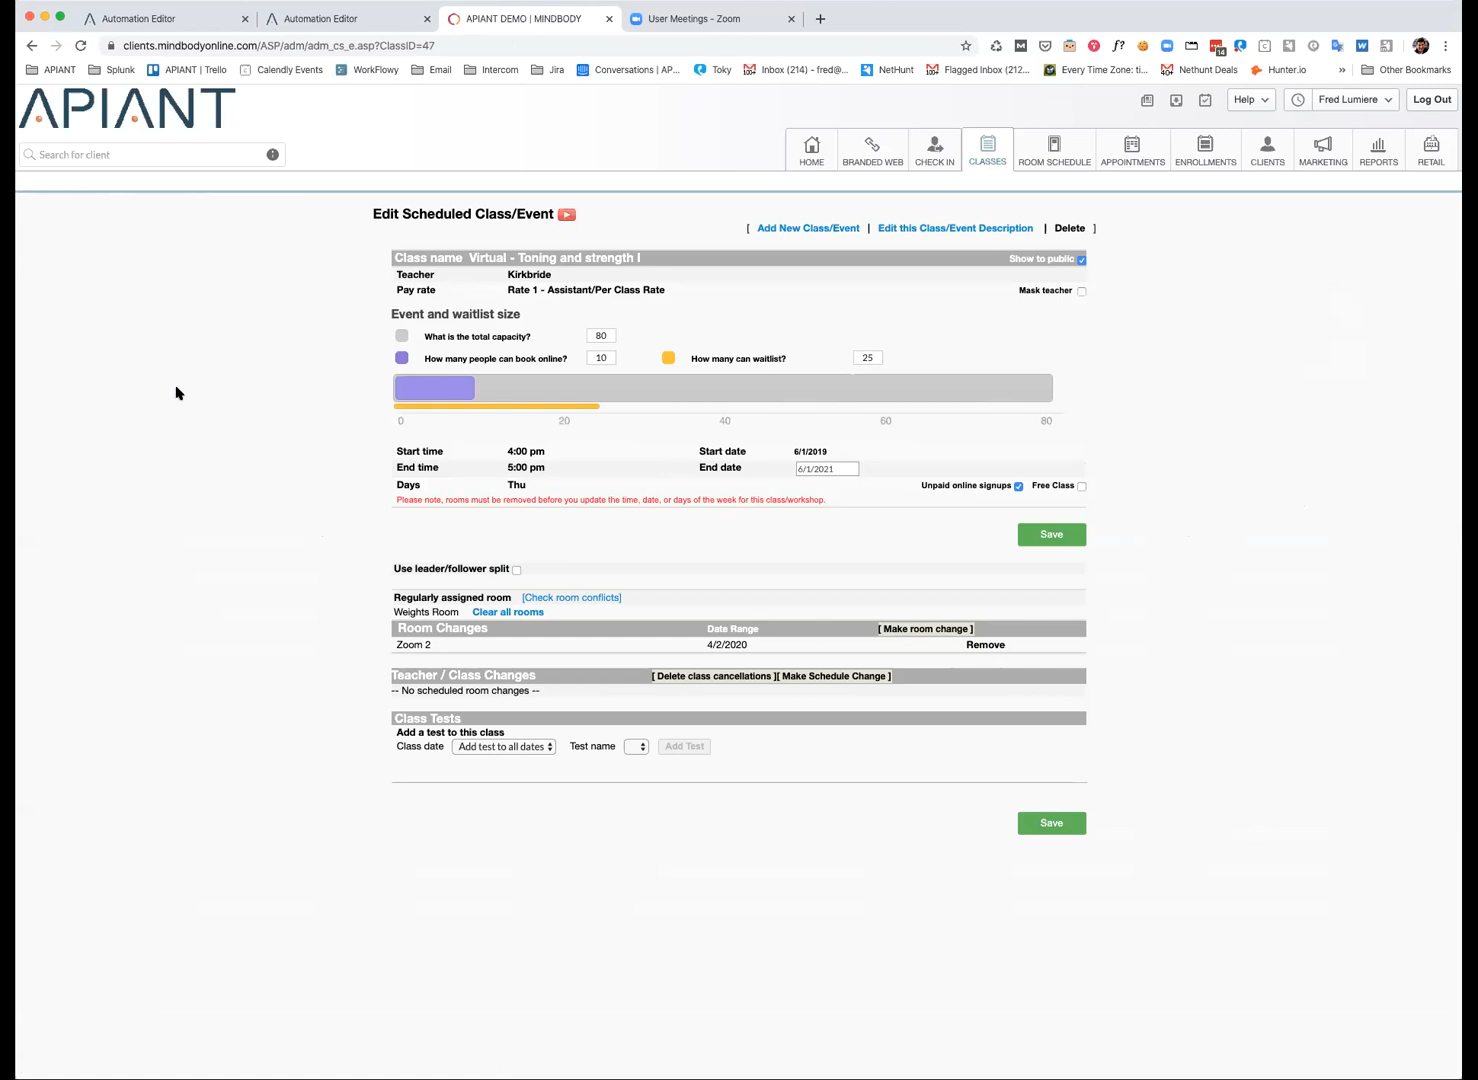 Automation Editor
Automation Editor
APIANT DEMO | MINDBODY
User Meetings - Zoom
clients.mindbodyonline.com/ASP/adm/adm_cs_e.asp?ClassID=47
APIANT
Splunk
APIANT | Trello
Calendly Events
WorkFlowy
Email
Intercom
Jira
Conversations | AP...
Toky
Inbox (214) - fred@...
NetHunt
Flagged Inbox (212...
Every Time Zone: ti...
Nethunt Deals
Hunter.io
»
Other Bookmarks
APIANT
Help
Fred Lumiere
Log Out
Search for client
HOME
BRANDED WEB
CHECK IN
CLASSES
ROOM SCHEDULE
APPOINTMENTS
ENROLLMENTS
CLIENTS
MARKETING
REPORTS
RETAIL
Edit Scheduled Class/Event
[ Add New Class/Event | Edit this Class/Event Description | Delete ]
Class name Virtual - Toning and strength I Show to public
Teacher Kirkbride
Pay rate Rate 1 - Assistant/Per Class Rate Mask teacher
Event and waitlist size
What is the total capacity? 80
How many people can book online? 10 How many can waitlist? 25
0 20 40 60 80
Start time 4:00 pm Start date 6/1/2019
End time 5:00 pm End date 6/1/2021
Days Thu Unpaid online signups Free Class
Please note, rooms must be removed before you update the time, date, or days of the week for this class/workshop.
Save
Use leader/follower split
Regularly assigned room [Check room conflicts]
Weights Room Clear all rooms
Room Changes Date Range [ Make room change ]
Zoom 2 4/2/2020 Remove
Teacher / Class Changes [ Delete class cancellations ][ Make Schedule Change ]
-- No scheduled room changes --
Class Tests
Add a test to this class
Class date Add test to all dates Test name Add Test
Save